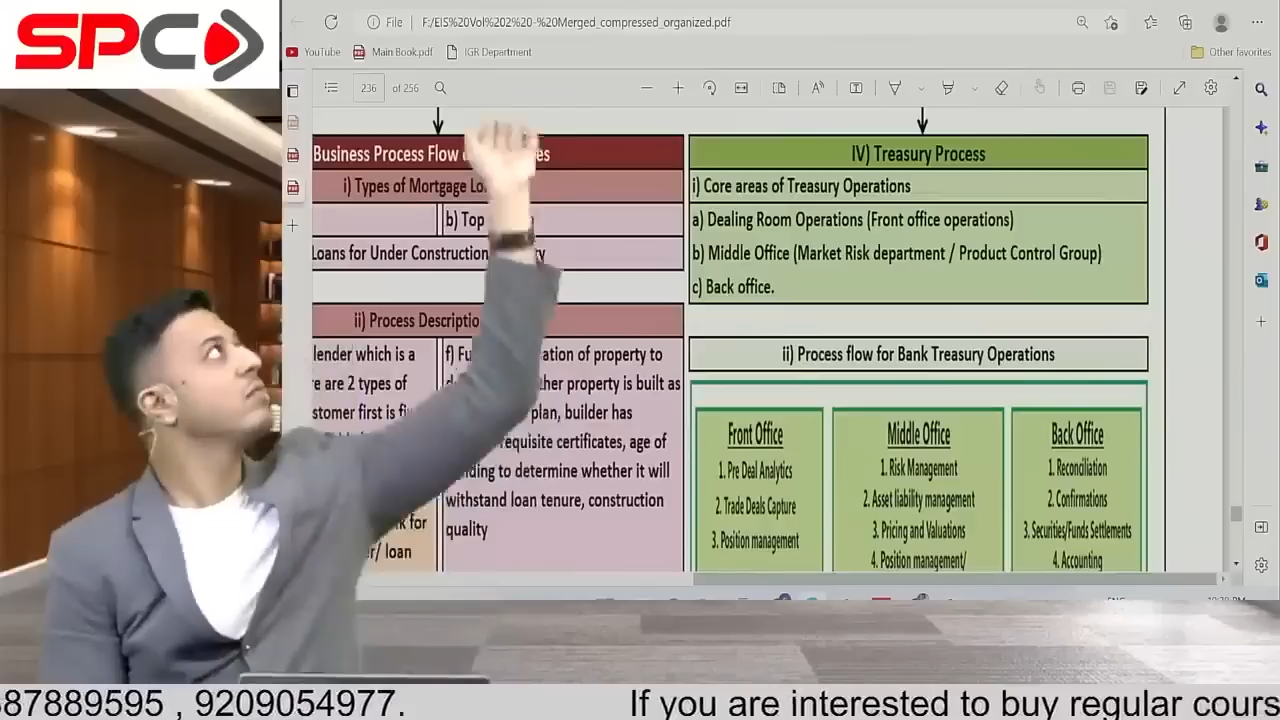 SPC
File
F:/EIS%20Vol%202%20-%20Merged_compressed_organized.pdf
YouTube
Main Book.pdf
IGR Department
Other favorites
236
of 256
Business Process Flow
i) Types of Mortgage
b) Top
Loans for Under Construction
ii) Process
lender which is a
are 2 types of
first is
for
loan
f)
ation of property to
property is built as
plan, builder has
requisite certificates, age of
to determine whether it will
withstand loan tenure, construction
quality
IV) Treasury Process
i) Core areas of Treasury Operations
a) Dealing Room Operations (Front office operations)
b) Middle Office (Market Risk department / Product Control Group)
c) Back office.
ii) Process flow for Bank Treasury Operations
Front Office
1. Pre Deal Analytics
2. Trade Deals Capture
3. Position management
Middle Office
1. Risk Management
2. Asset liability management
3. Pricing and Valuations
4. Position management/
Back Office
1. Reconciliation
2. Confirmations
3. Securities/Funds Settlements
4. Accounting
887889595 , 9209054977. If you are interested to buy regular cours